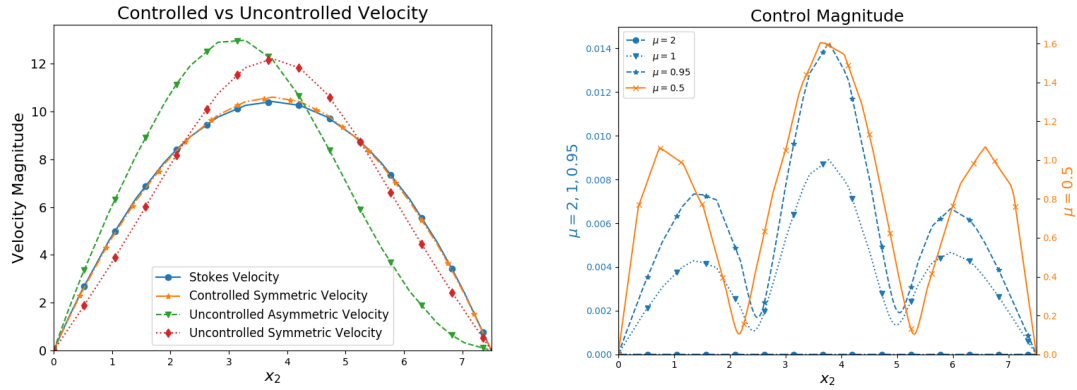 Controlled vs Uncontrolled Velocity
Velocity Magnitude
12
10
8
6
4
2
0
0 1 2 3 4 5 6 7
x₂
Stokes Velocity
Controlled Symmetric Velocity
Uncontrolled Asymmetric Velocity
Uncontrolled Symmetric Velocity
Control Magnitude
μ = 2, 1, 0.95
0.014
0.012
0.010
0.008
0.006
0.004
0.002
0.000
μ = 2
μ = 1
μ = 0.95
μ = 0.5
0 1 2 3 4 5 6 7
x₂
1.6
1.4
1.2
1.0
0.8
0.6
0.4
0.2
0.0
μ = 0.5